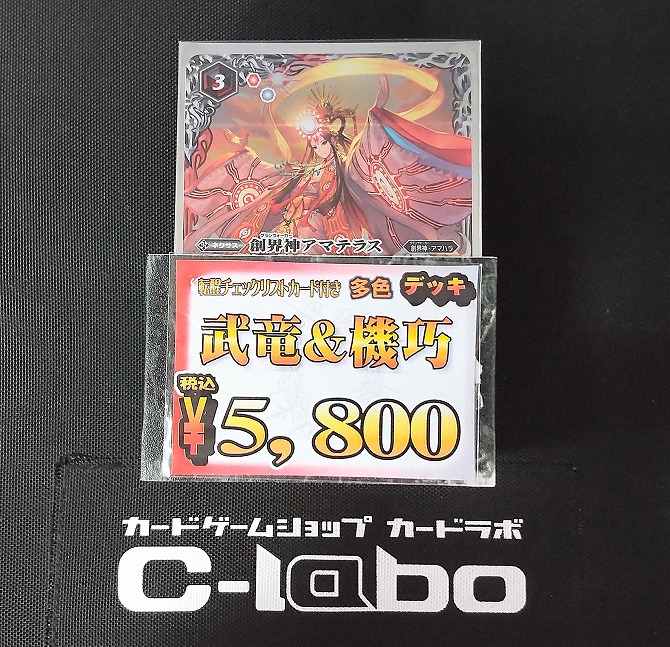 3
グランウォーカー
ネクサス
創界神アマテラス
創界神・アマハラ
転醒チェックリストカード付き 多色 デッキ
武竜&機巧
税込
¥5,800
カードゲームショップ カードラボ
C-labo